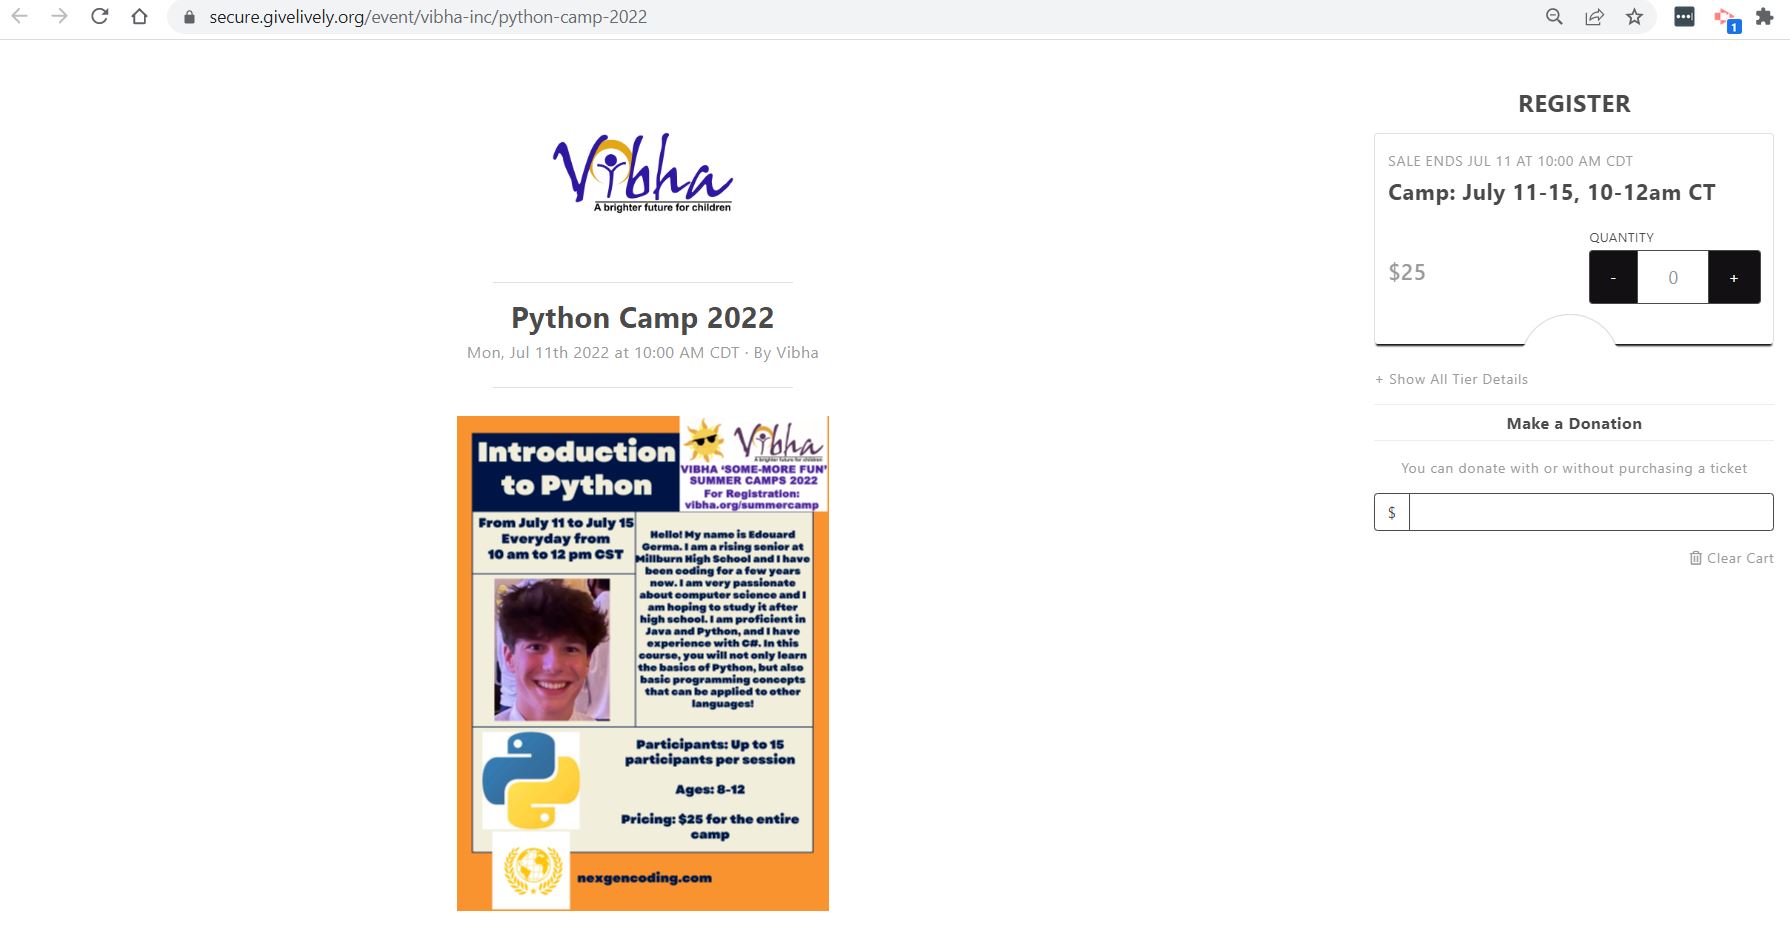 secure.givelively.org/event/vibha-inc/python-camp-2022
1
Vibha
A brighter future for children
Python Camp 2022
Mon, Jul 11th 2022 at 10:00 AM CDT · By Vibha
Introduction
to Python
Vibha
A brighter future for children
VIBHA ‘SOME-MORE FUN’
SUMMER CAMPS 2022
For Registration:
vibha.org/summercamp
From July 11 to July 15
Everyday from
10 am to 12 pm CST
Hello! My name is Edouard
Germa. I am a rising senior at
Millburn High School and I have
been coding for a few years
now. I am very passionate
about computer science and I
am hoping to study it after
high school. I am proficient in
Java and Python, and I have
experience with C#. In this
course, you will not only learn
the basics of Python, but also
basic programming concepts
that can be applied to other
languages!
Participants: Up to 15
participants per session
Ages: 8-12
Pricing: $25 for the entire
camp
nexgencoding.com
REGISTER
SALE ENDS JUL 11 AT 10:00 AM CDT
Camp: July 11-15, 10-12am CT
QUANTITY
$25
- 0 +
+ Show All Tier Details
Make a Donation
You can donate with or without purchasing a ticket
$
Clear Cart